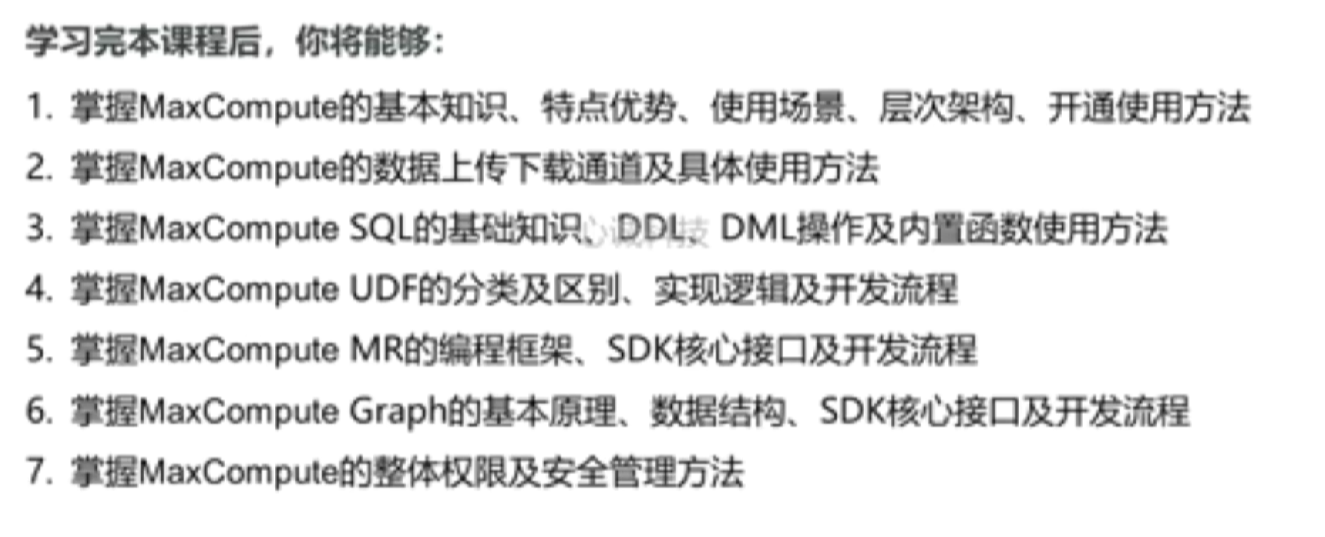 学习完本课程后，你将能够：
1. 掌握MaxCompute的基本知识、特点优势、使用场景、层次架构、开通使用方法
2. 掌握MaxCompute的数据上传下载通道及具体使用方法
3. 掌握MaxCompute SQL的基础知识、DDL、DML操作及内置函数使用方法
4. 掌握MaxCompute UDF的分类及区别、实现逻辑及开发流程
5. 掌握MaxCompute MR的编程框架、SDK核心接口及开发流程
6. 掌握MaxCompute Graph的基本原理、数据结构、SDK核心接口及开发流程
7. 掌握MaxCompute的整体权限及安全管理方法